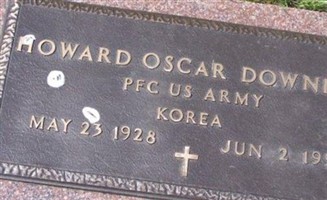 HOWARD OSCAR
PFC US ARMY
KOREA
MAY 23 1928 JUN 2